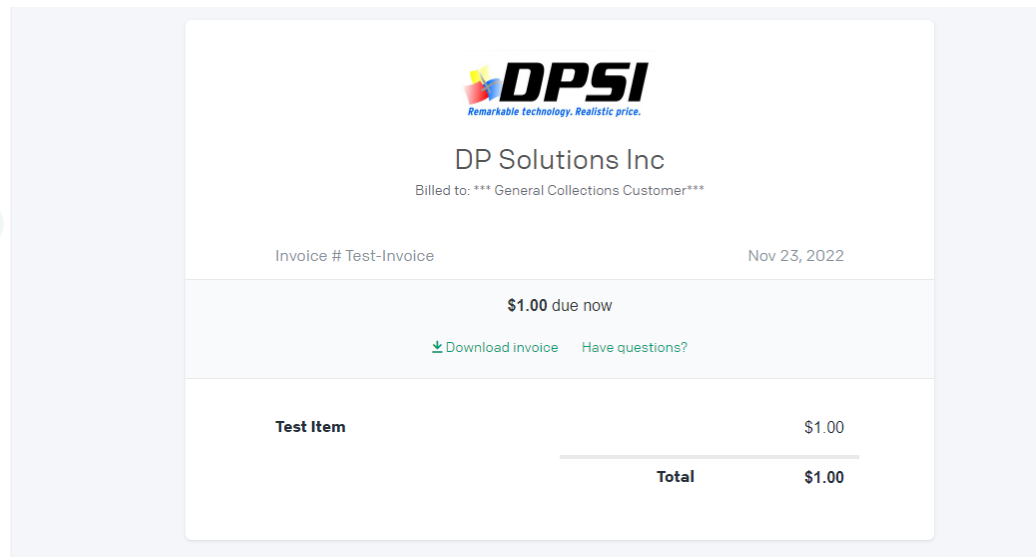 DPSI
Remarkable technology. Realistic price.
DP Solutions Inc
Billed to: *** General Collections Customer***
Invoice # Test-Invoice Nov 23, 2022
$1.00 due now
Download invoice Have questions?
Test Item $1.00
Total $1.00